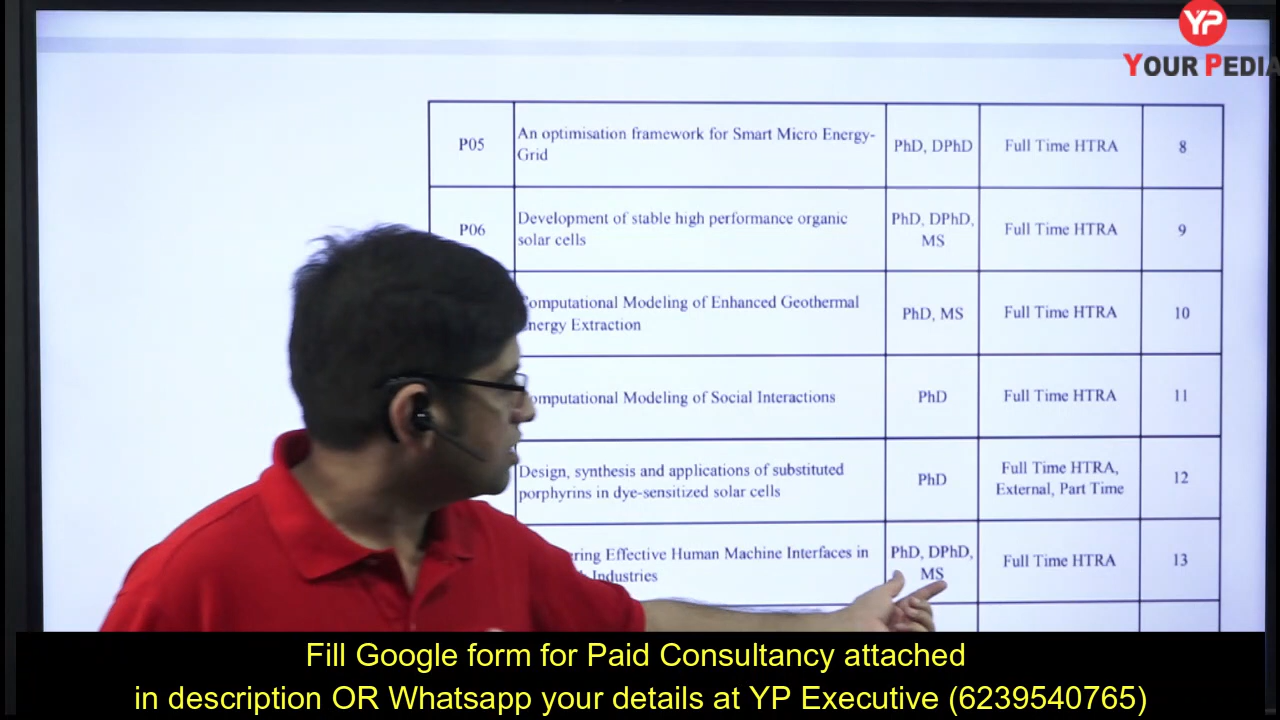 YP
YOUR PEDIA
P05
An optimisation framework for Smart Micro Energy-
Grid
PhD, DPhD
Full Time HTRA
8
P06
Development of stable high performance organic
solar cells
PhD, DPhD,
MS
Full Time HTRA
9
Computational Modeling of Enhanced Geothermal
Energy Extraction
PhD, MS
Full Time HTRA
10
Computational Modeling of Social Interactions
PhD
Full Time HTRA
11
Design, synthesis and applications of substituted
porphyrins in dye-sensitized solar cells
PhD
Full Time HTRA,
External, Part Time
12
Effective Human Machine Interfaces in
Industries
PhD, DPhD,
MS
Full Time HTRA
13
Fill Google form for Paid Consultancy attached
in description OR Whatsapp your details at YP Executive (6239540765)